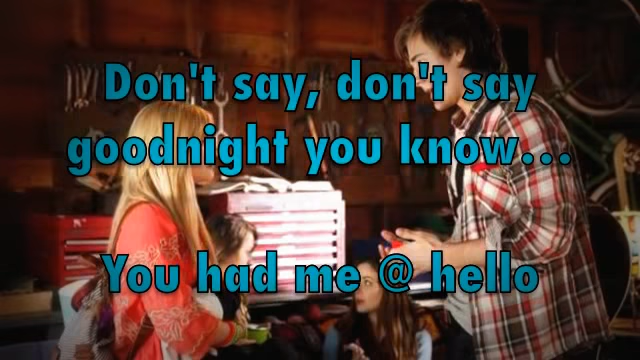 Don't say, don't say
goodnight you know...
You had me @ hello